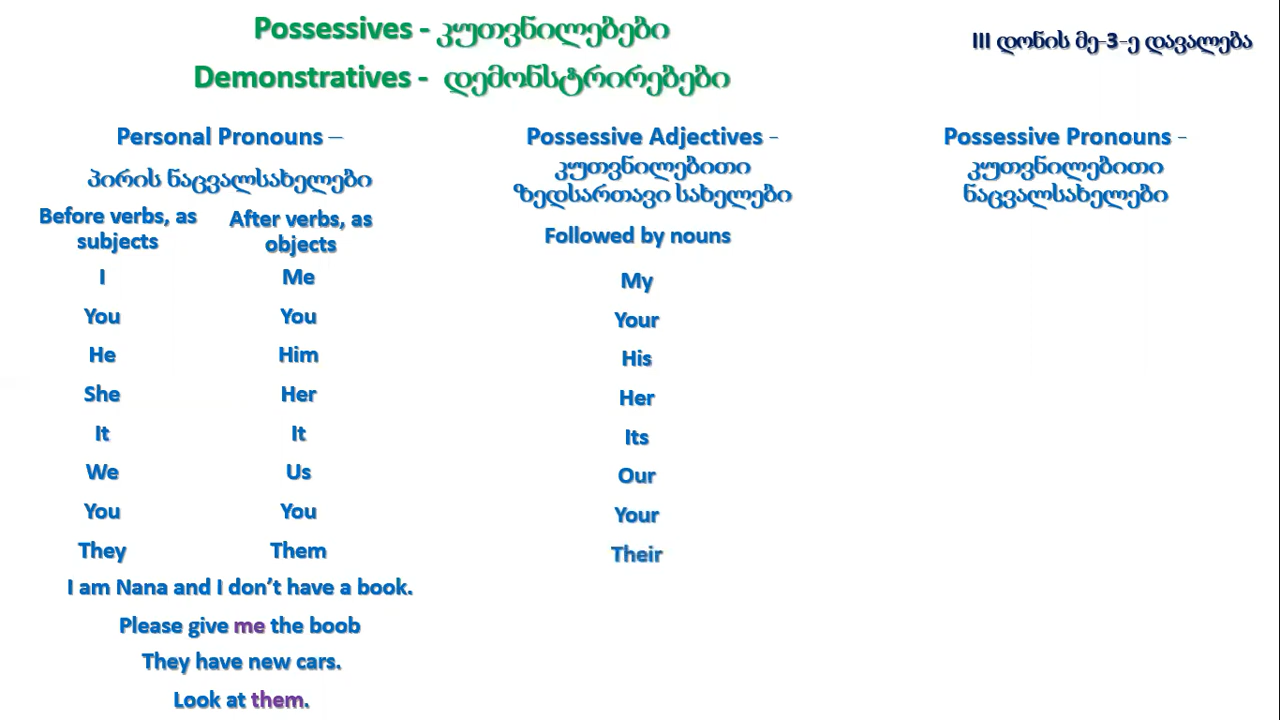 Possessives - კუთვნილებები
Demonstratives - დემონსტრირებები
III დონის მე-3-ე დავალება
Personal Pronouns –
პირის ნაცვალსახელები
Before verbs, as
subjects
After verbs, as
objects
I Me
You You
He Him
She Her
It It
We Us
You You
They Them
I am Nana and I don’t have a book.
Please give me the boob
They have new cars.
Look at them.
Possessive Adjectives -
კუთვნილებითი
ზედსართავი სახელები
Followed by nouns
My
Your
His
Her
Its
Our
Your
Their
Possessive Pronouns -
კუთვნილებითი
ნაცვალსახელები